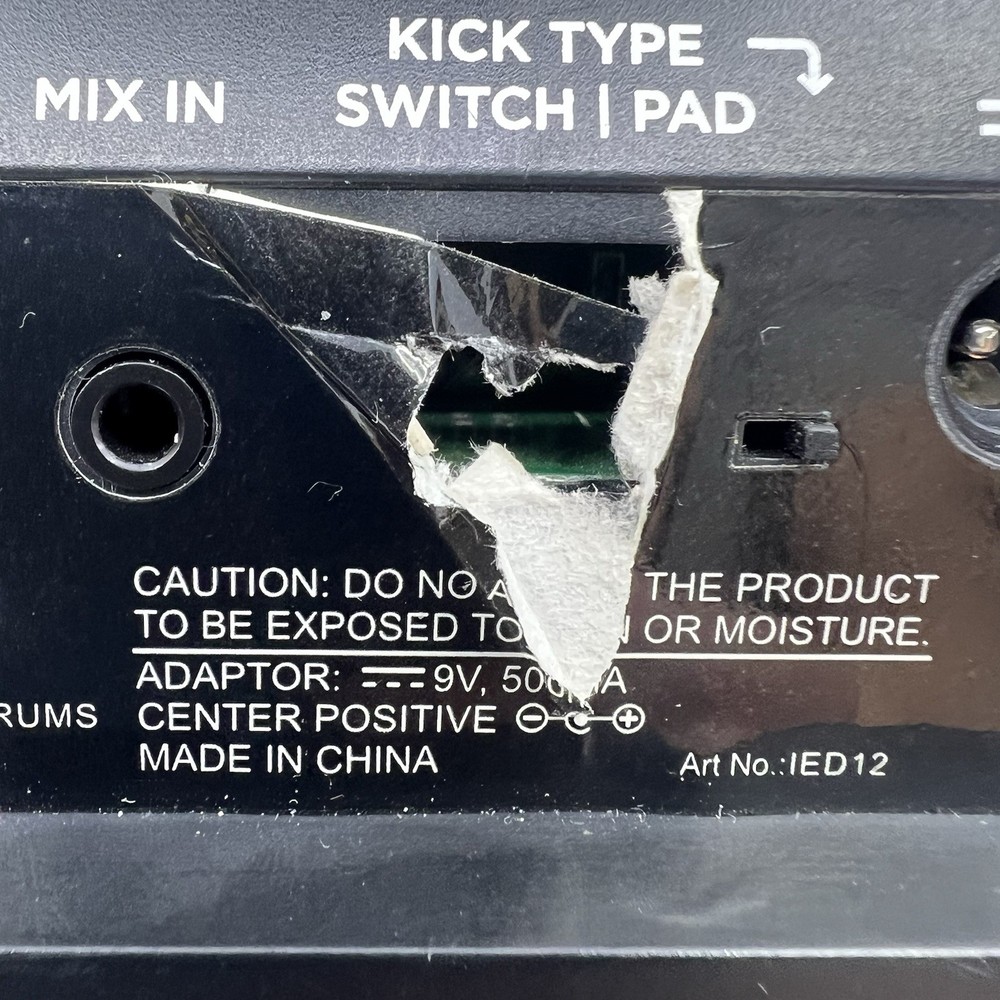 KICK TYPE
MIX IN SWITCH | PAD
CAUTION: DO NO THE PRODUCT
TO BE EXPOSED TO OR MOISTURE.
ADAPTOR: 9V,
RUMS CENTER POSITIVE
MADE IN CHINA
Art No.:IED12